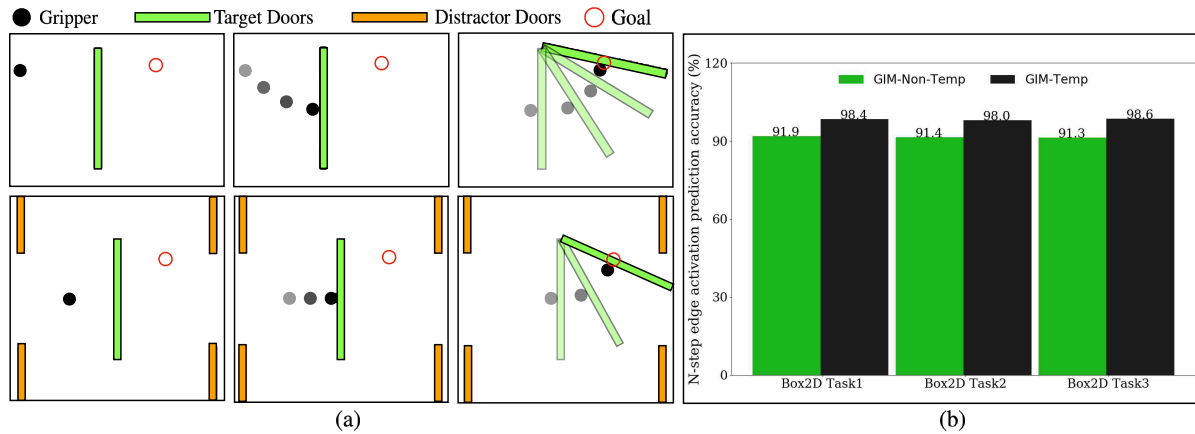 Gripper Target Doors Distractor Doors Goal
N-step edge activation prediction accuracy (%)
120
90
60
30
0
GIM-Non-Temp GIM-Temp
91.9 98.4 91.4 98.0 91.3 98.6
Box2D Task1 Box2D Task2 Box2D Task3
(a) (b)